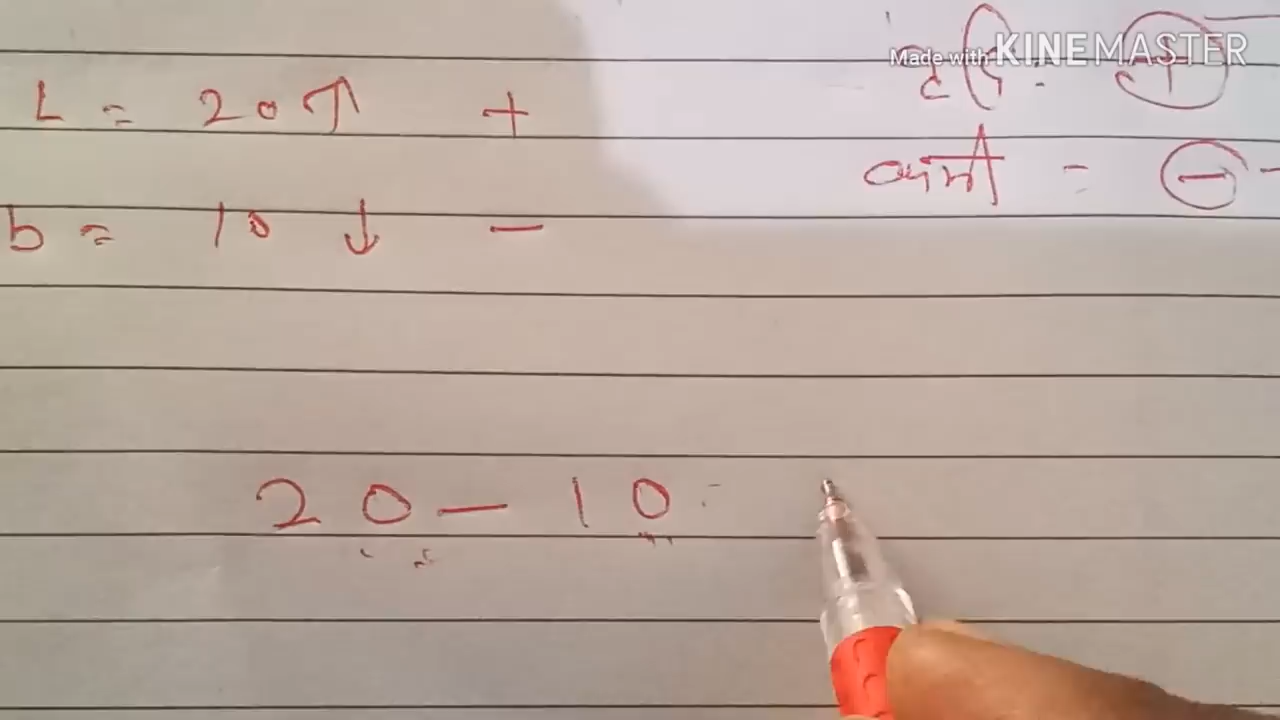 Made with KINEMASTER
L = 20 ↑ +
b = 10 ↓ -
20 - 10 =